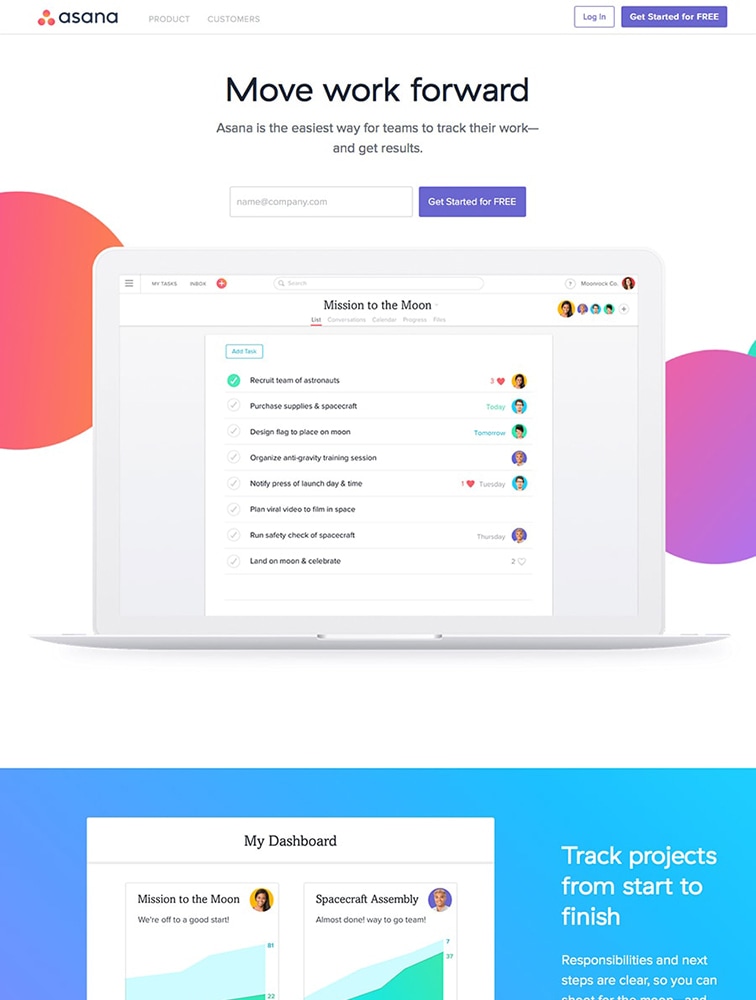 asana PRODUCT CUSTOMERS Log In Get Started for FREE
Move work forward
Asana is the easiest way for teams to track their work—
and get results.
name@company.com Get Started for FREE
MY TASKS INBOX Search ? Moonrock Co.
Mission to the Moon
List Conversations Calendar Progress Files
Add Task
Recruit team of astronauts 3
Purchase supplies & spacecraft Today
Design flag to place on moon Tomorrow
Organize anti-gravity training session
Notify press of launch day & time 1 Tuesday
Plan viral video to film in space
Run safety check of spacecraft Thursday
Land on moon & celebrate 2
My Dashboard
Mission to the Moon
We're off to a good start!
81
22
Spacecraft Assembly
Almost done! way to go team!
7
37
Track projects
from start to
finish
Responsibilities and next
steps are clear, so you can
shoot for the moon—and